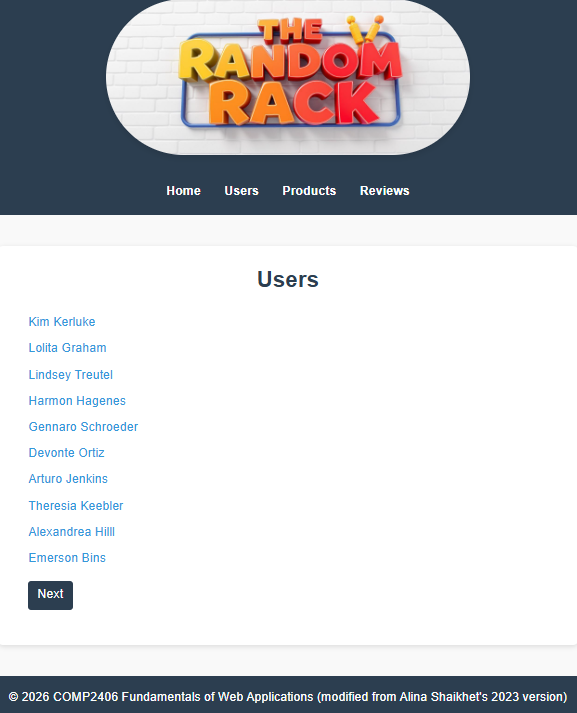 THE
RANDOM
RACK
Home Users Products Reviews
Users
Kim Kerluke
Lolita Graham
Lindsey Treutel
Harmon Hagenes
Gennaro Schroeder
Devonte Ortiz
Arturo Jenkins
Theresia Keebler
Alexandrea Hilll
Emerson Bins
Next
© 2026 COMP2406 Fundamentals of Web Applications (modified from Alina Shaikhet's 2023 version)